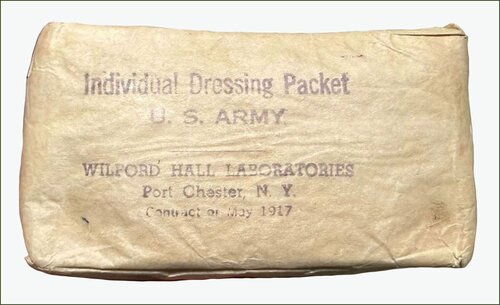 Individual Dressing Packet
U. S. ARMY
WILFORD HALL LABORATORIES
Port Chester, N. Y.
Contract of May 1917